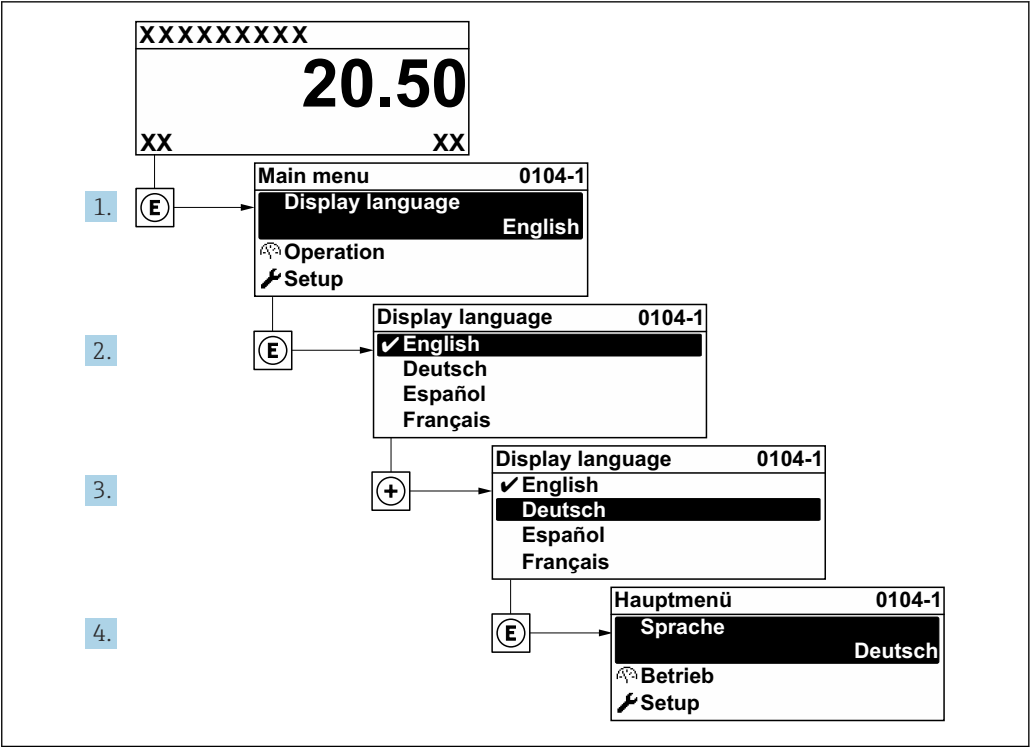 XXXXXXXXX
20.50
XX XX
1. E
Main menu 0104-1
Display language
English
Operation
Setup
2. E
Display language 0104-1
✔English
Deutsch
Español
Français
3. +
Display language 0104-1
✔English
Deutsch
Español
Français
4. E
Hauptmenü 0104-1
Sprache
Deutsch
Betrieb
Setup